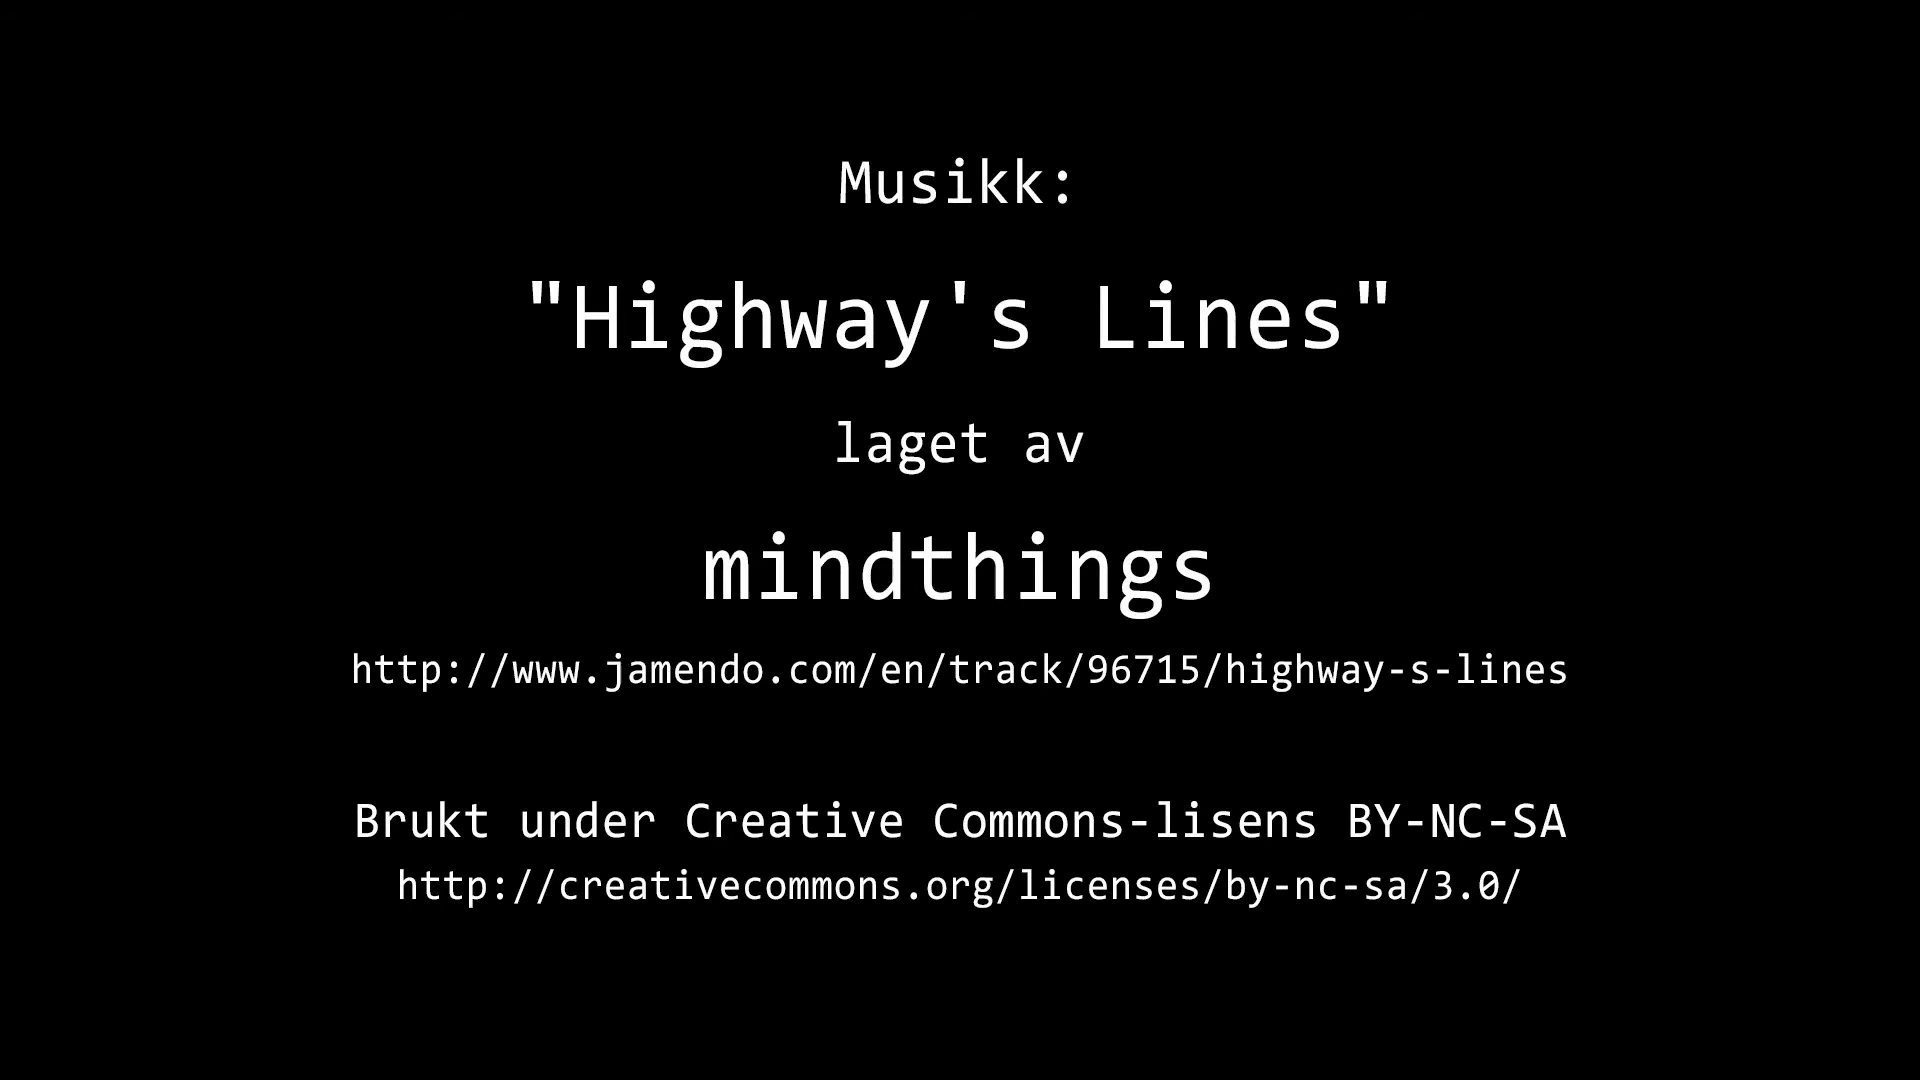 Musikk:
"Highway's Lines"
laget av
mindthings
http://www.jamendo.com/en/track/96715/highway-s-lines
Brukt under Creative Commons-lisens BY-NC-SA
http://creativecommons.org/licenses/by-nc-sa/3.0/